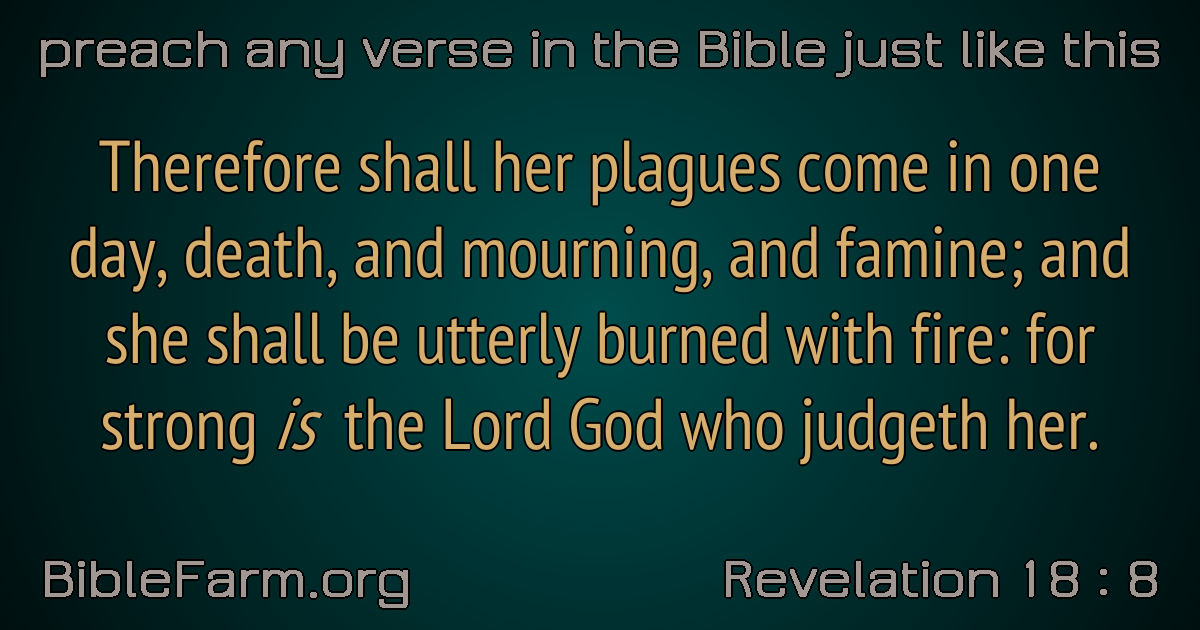 preach any verse in the Bible just like this
Therefore shall her plagues come in one
day, death, and mourning, and famine; and
she shall be utterly burned with fire: for
strong is the Lord God who judgeth her.
BibleFarm.org
Revelation 18 : 8